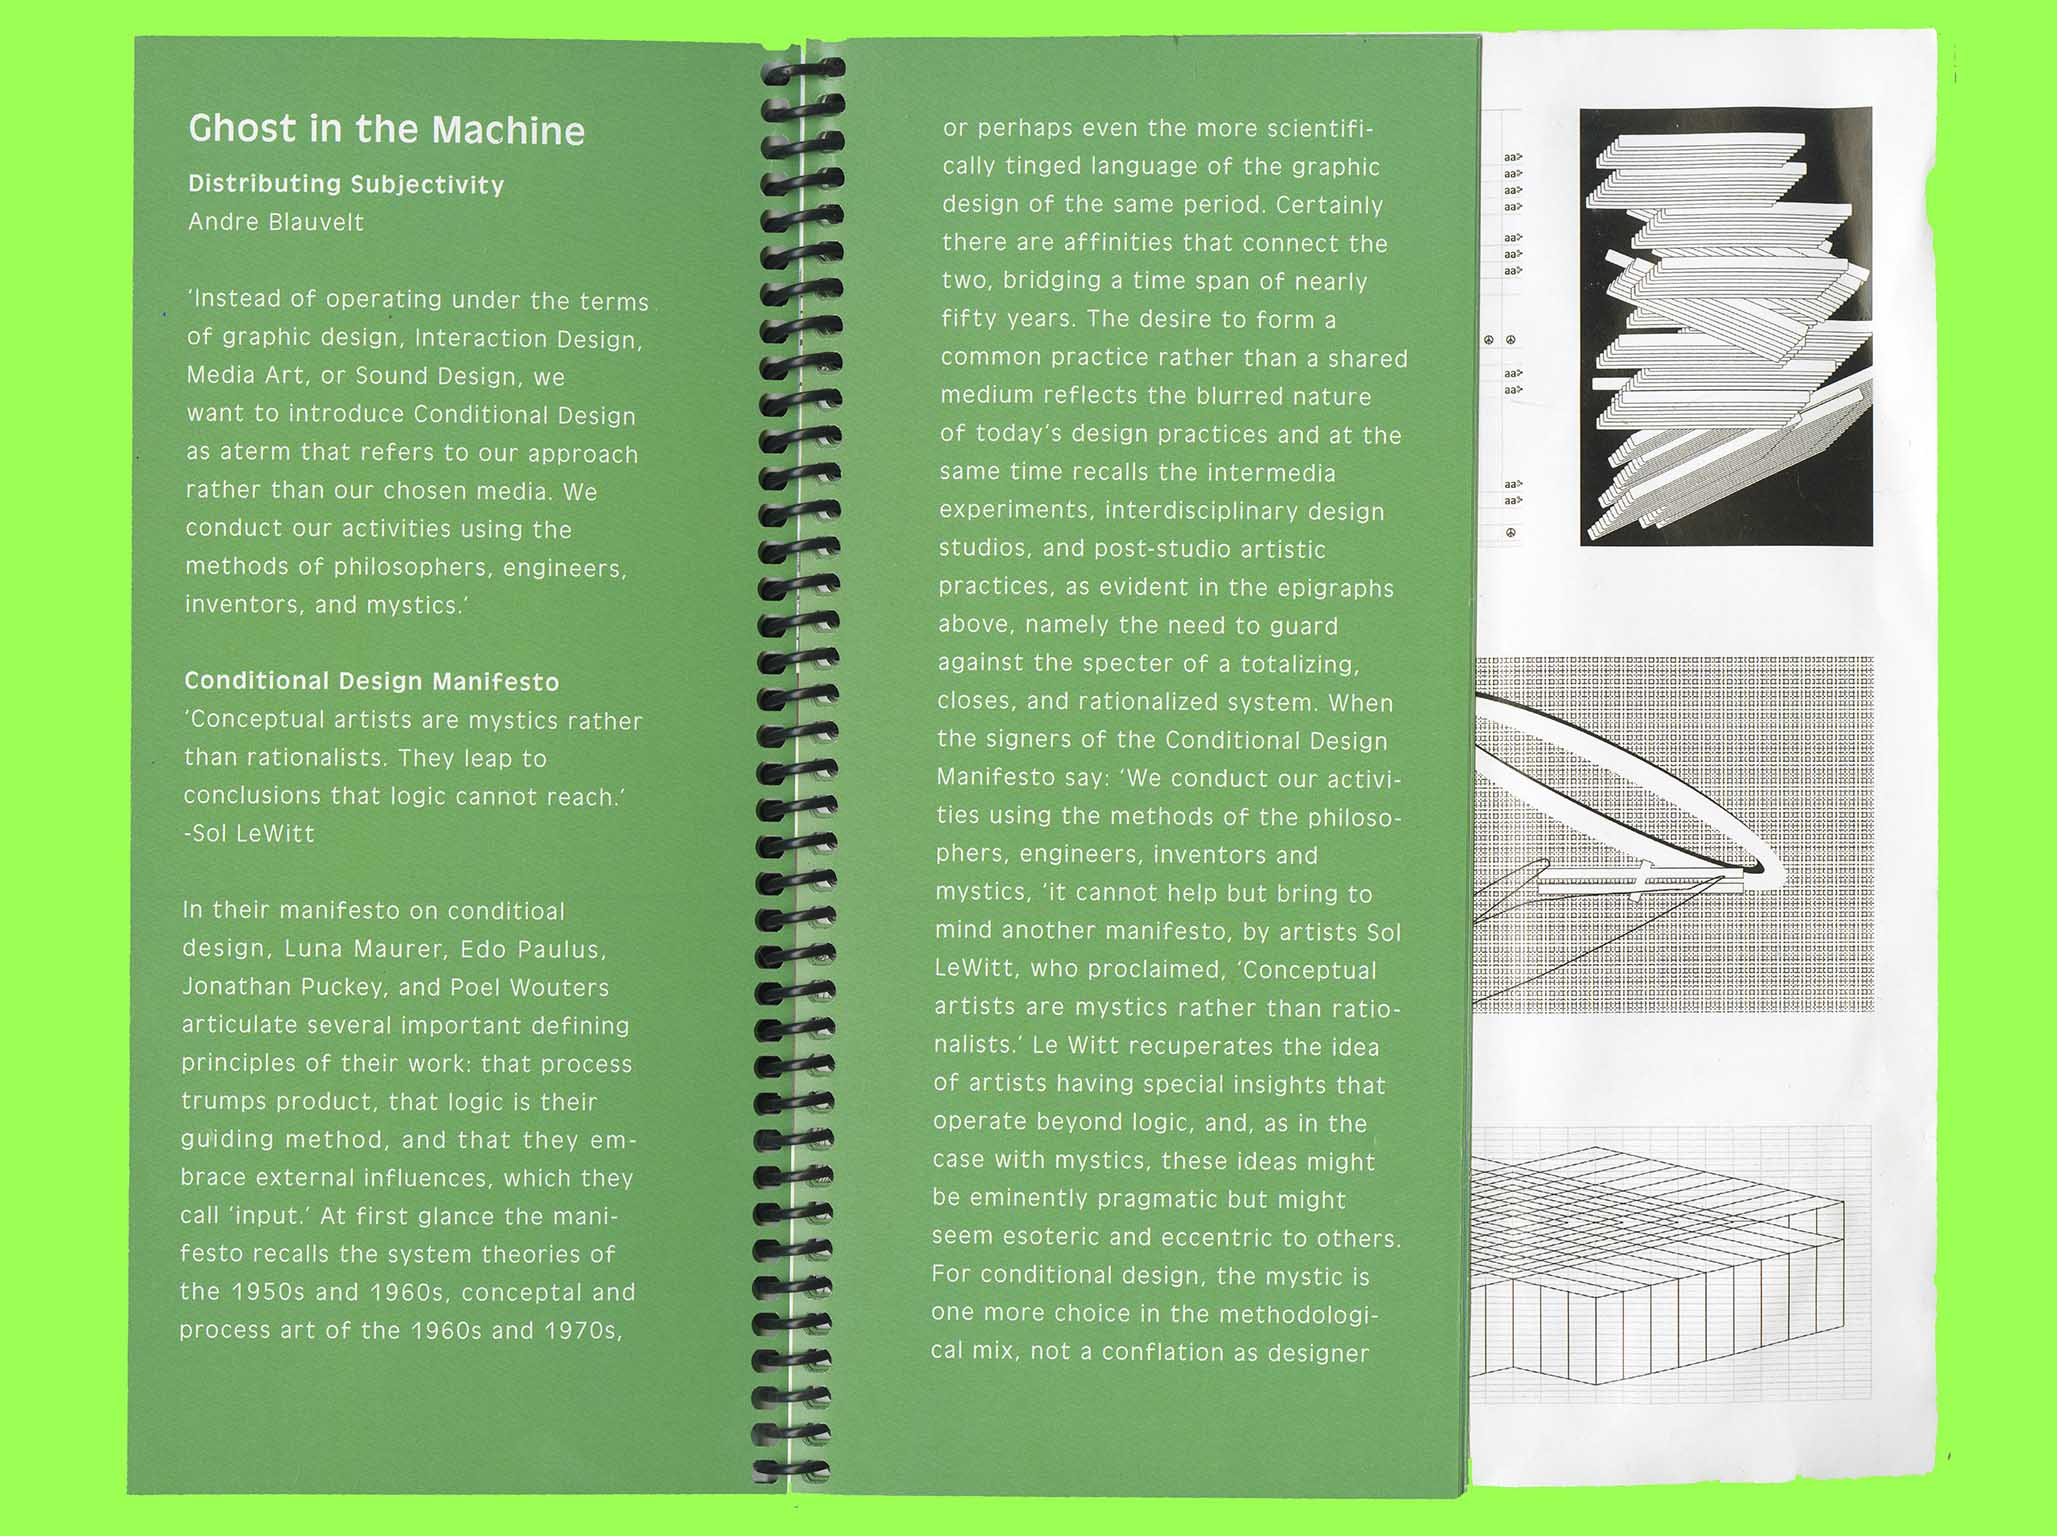 Ghost in the Machine
Distributing Subjectivity
Andre Blauvelt
‘Instead of operating under the terms
of graphic design, Interaction Design,
Media Art, or Sound Design, we
want to introduce Conditional Design
as aterm that refers to our approach
rather than our chosen media. We
conduct our activities using the
methods of philosophers, engineers,
inventors, and mystics.’
Conditional Design Manifesto
‘Conceptual artists are mystics rather
than rationalists. They leap to
conclusions that logic cannot reach.’
-Sol LeWitt
In their manifesto on conditioal
design, Luna Maurer, Edo Paulus,
Jonathan Puckey, and Poel Wouters
articulate several important defining
principles of their work: that process
trumps product, that logic is their
guiding method, and that they em-
brace external influences, which they
call ‘input.’ At first glance the mani-
festo recalls the system theories of
the 1950s and 1960s, conceptal and
process art of the 1960s and 1970s,
or perhaps even the more scientifi-
cally tinged language of the graphic
design of the same period. Certainly
there are affinities that connect the
two, bridging a time span of nearly
fifty years. The desire to form a
common practice rather than a shared
medium reflects the blurred nature
of today’s design practices and at the
same time recalls the intermedia
experiments, interdisciplinary design
studios, and post-studio artistic
practices, as evident in the epigraphs
above, namely the need to guard
against the specter of a totalizing,
closes, and rationalized system. When
the signers of the Conditional Design
Manifesto say: ‘We conduct our activi-
ties using the methods of the philoso-
phers, engineers, inventors and
mystics, ‘it cannot help but bring to
mind another manifesto, by artists Sol
LeWitt, who proclaimed, ‘Conceptual
artists are mystics rather than ratio-
nalists.’ Le Witt recuperates the idea
of artists having special insights that
operate beyond logic, and, as in the
case with mystics, these ideas might
be eminently pragmatic but might
seem esoteric and eccentric to others.
For conditional design, the mystic is
one more choice in the methodologi-
cal mix, not a conflation as designer
aa
aa
aa
aa
aa
aa
aa
aa
aa
aa
aa